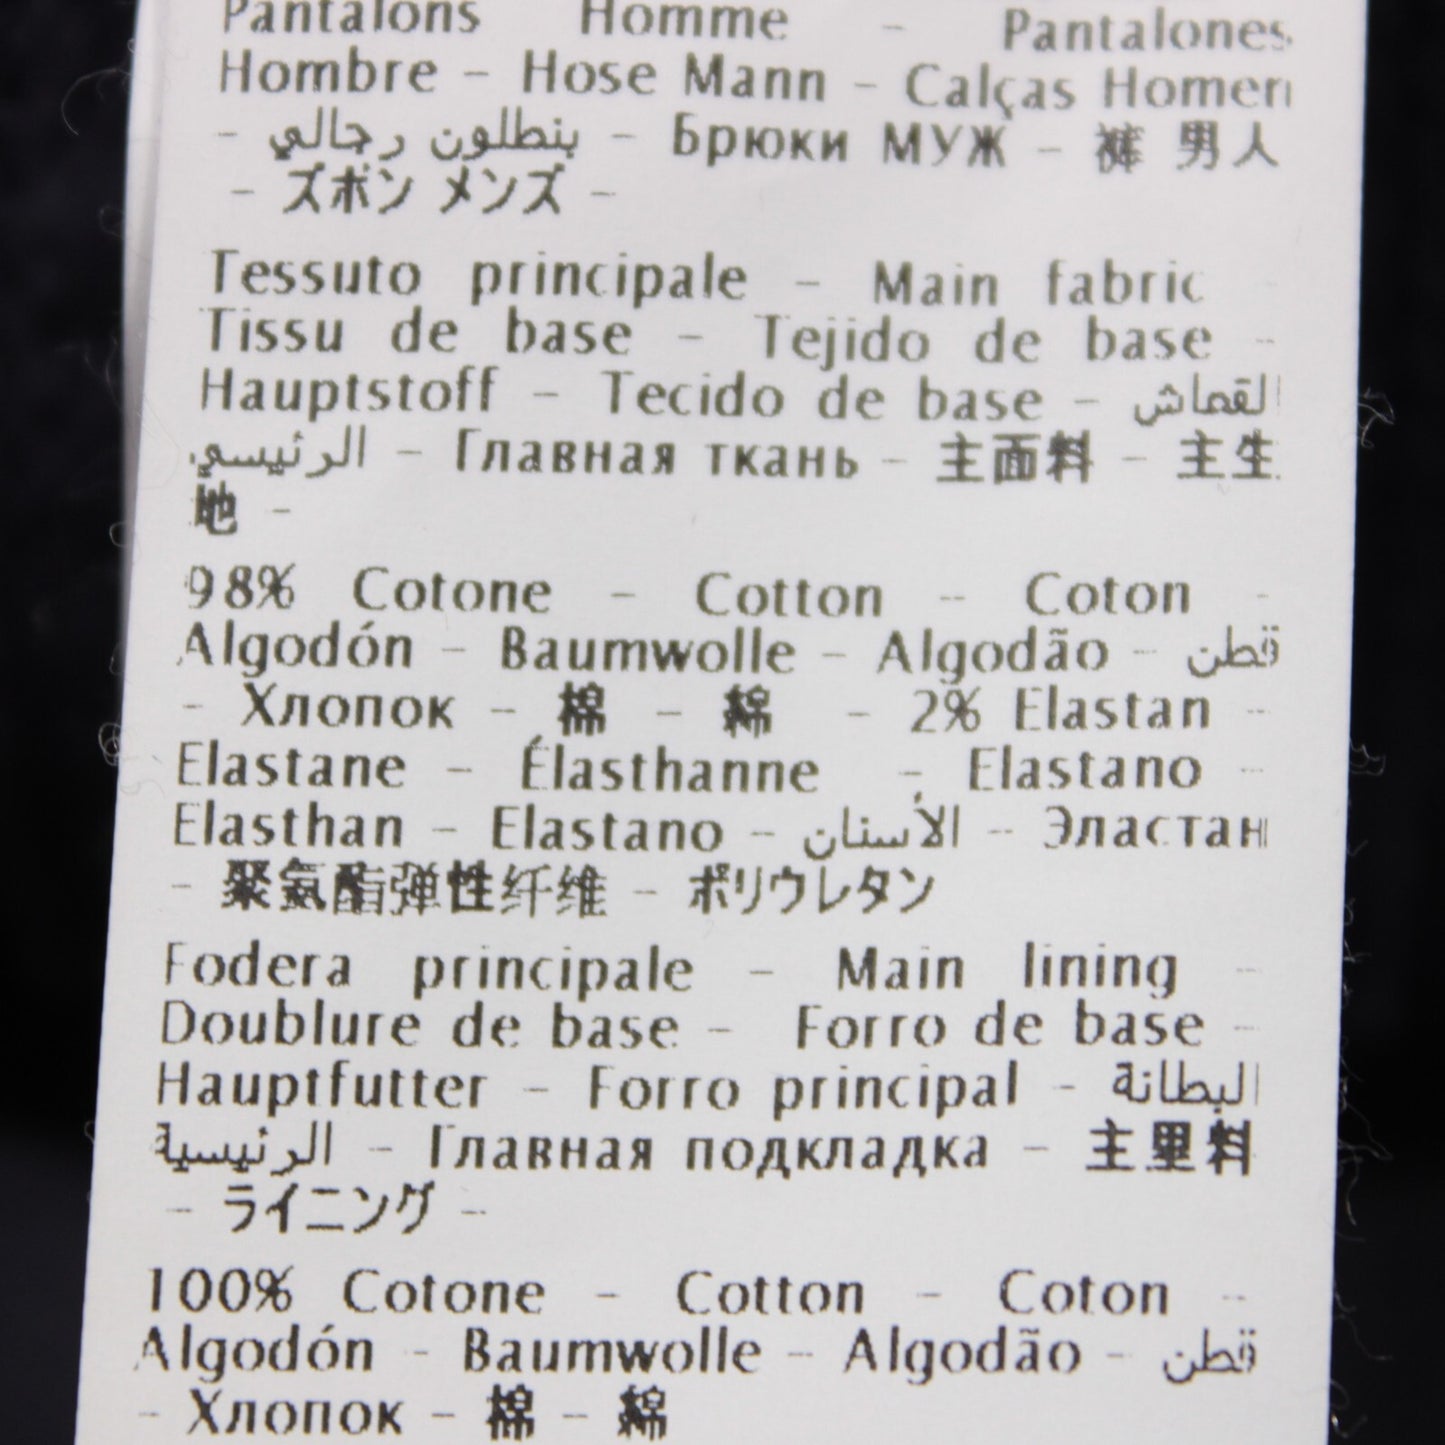 Pantalons Homme - Pantalones
Hombre - Hose Mann - Calças Homem
- بنطلون رجالي - Брюки МУЖ - 裤 男人
- ズボン メンズ -
Tessuto principale - Main fabric
Tissu de base - Tejido de base -
Hauptstoff - Tecido de base - القماش
الرئيسي - Главная ткань - 主面料 - 主生
地 -
98% Cotone - Cotton - Coton -
Algodón - Baumwolle - Algodão - قطن
- Хлопок - 棉 - 綿 - 2% Elastan -
Elastane - Élasthanne - Elastano -
Elasthan - Elastano - الأسنان - Эластан
- 聚氨酯弹性纤维 - ポリウレタン
Fodera principale - Main lining -
Doublure de base - Forro de base -
Hauptfutter - Forro principal - البطانة
الرئيسية - Главная подкладка - 主里料
- ライニング -
100% Cotone - Cotton - Coton -
Algodón - Baumwolle - Algodão - قطن
- Хлопок - 棉 - 綿